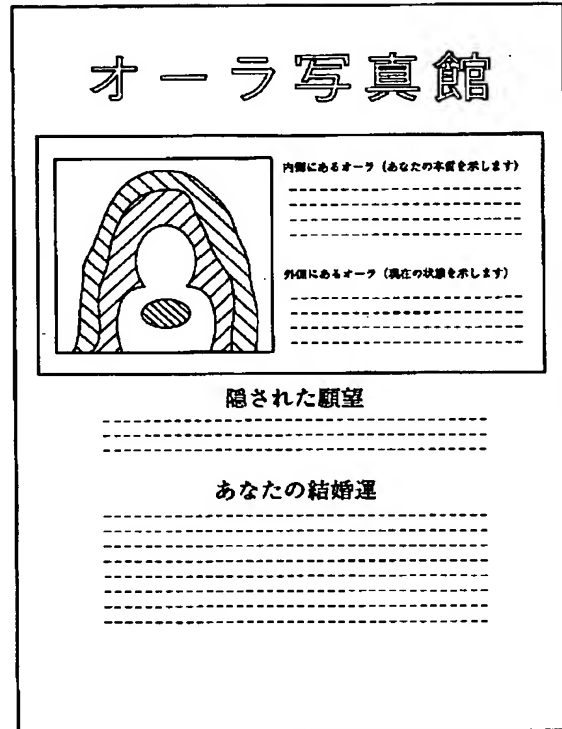 オーラ写真館
内側にあるオーラ（あなたの本質を示します）
外側にあるオーラ（現在の状態を示します）
隠された願望
あなたの結婚運